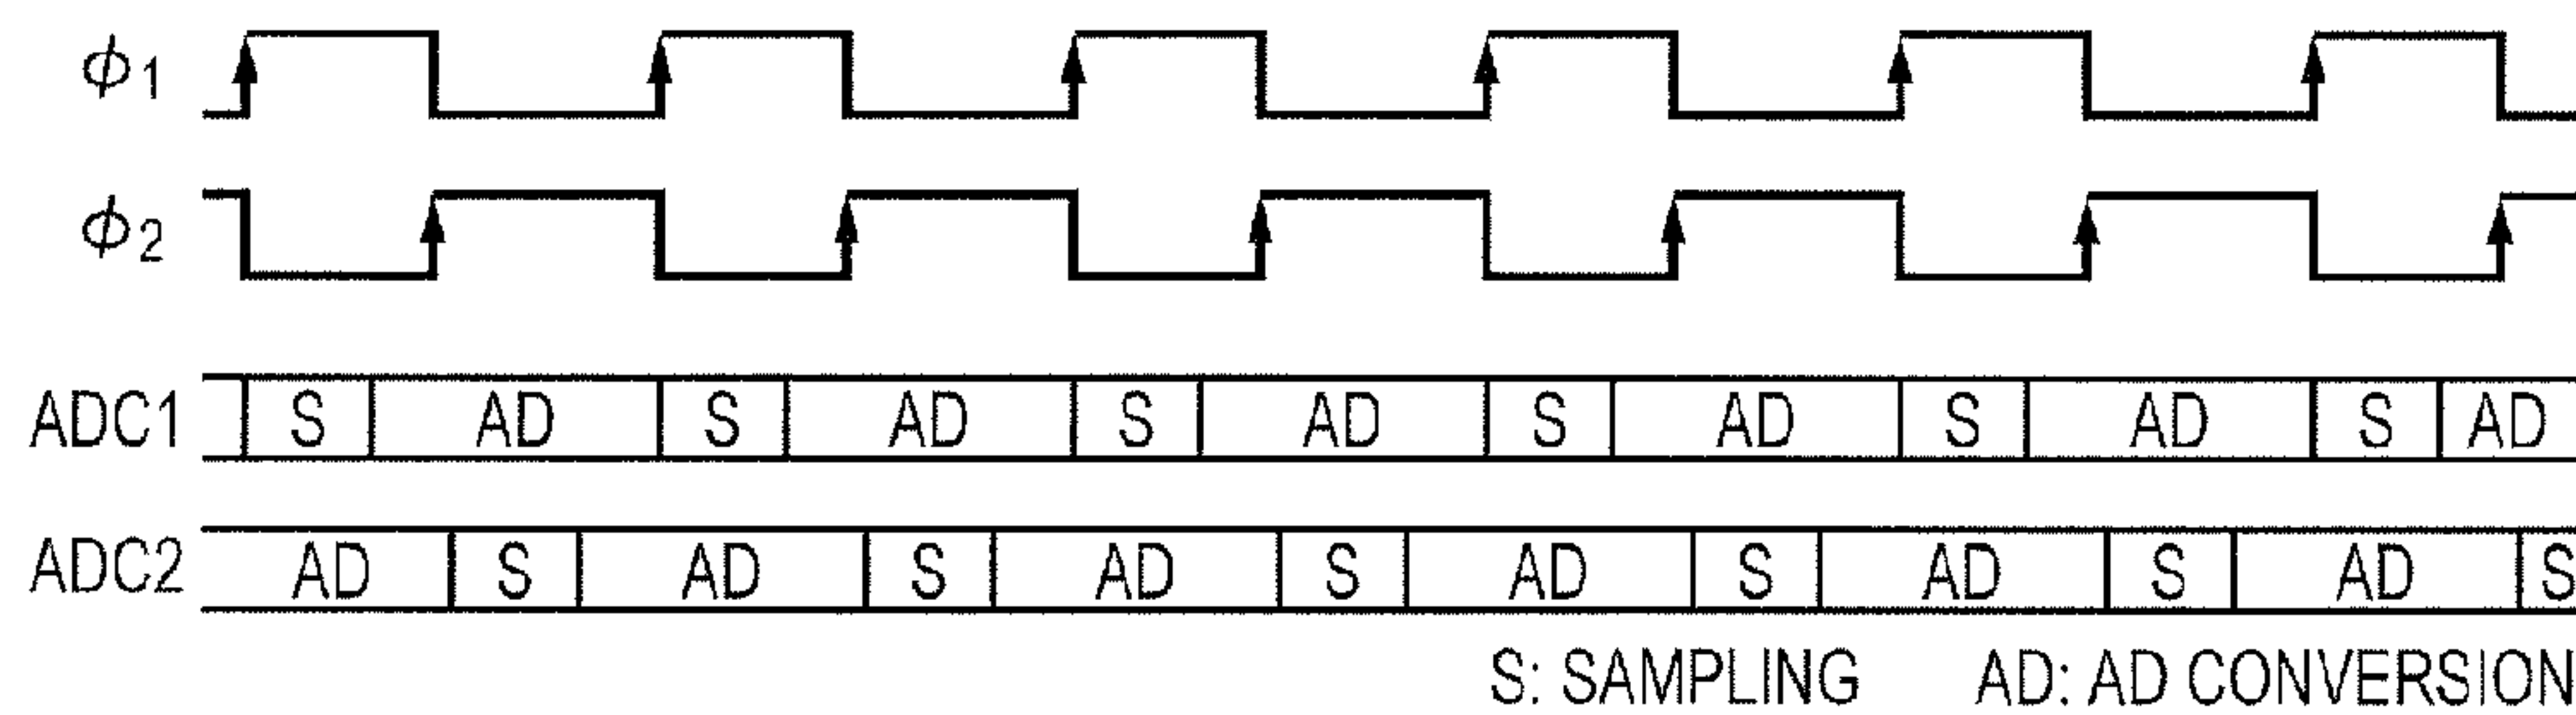 ϕ1
ϕ2
ADC1 S AD S AD S AD S AD S AD S AD
ADC2 AD S AD S AD S AD S AD S AD S
S: SAMPLING AD: AD CONVERSION